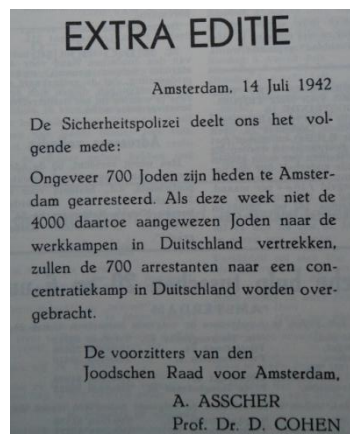 EXTRA EDITIE
Amsterdam, 14 Juli 1942
De Sicherheitspolizei deelt ons het vol-
gende mede:
Ongeveer 700 Joden zijn heden te Amster-
dam gearresteerd. Als deze week niet de
4000 daartoe aangewezen Joden naar de
werkkampen in Duitschland vertrekken,
zullen de 700 arrestanten naar een con-
centratiekamp in Duitschland worden over-
gebracht.
De voorzitters van den
Joodschen Raad voor Amsterdam,
A. ASSCHER
Prof. Dr. D. COHEN